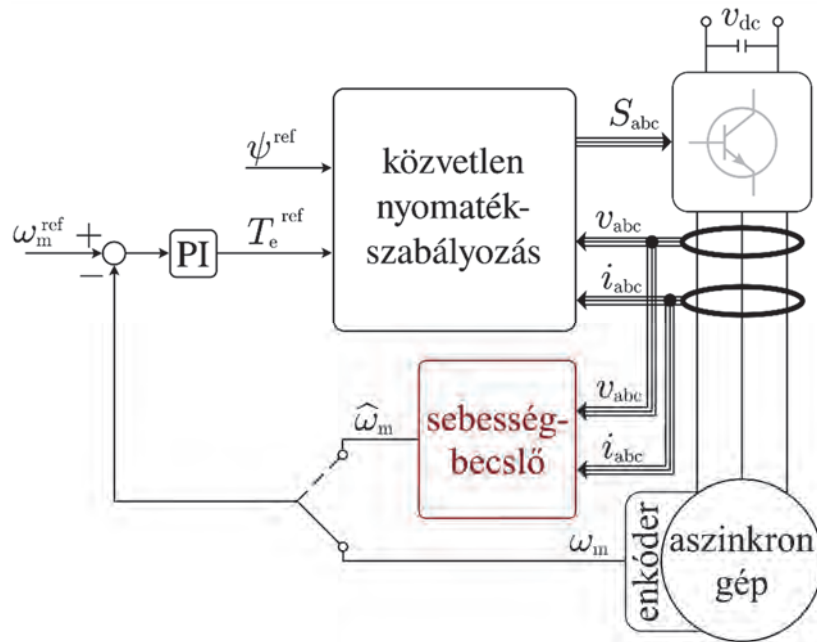 v_dc
S_abc
ψ^ref
közvetlen
nyomaték-
szabályozás
ω_m^ref
+
−
PI
T_e^ref
v_abc
i_abc
v_abc
i_abc
sebesség-
becslő
ω̂_m
ω_m
enkóder
aszinkron
gép